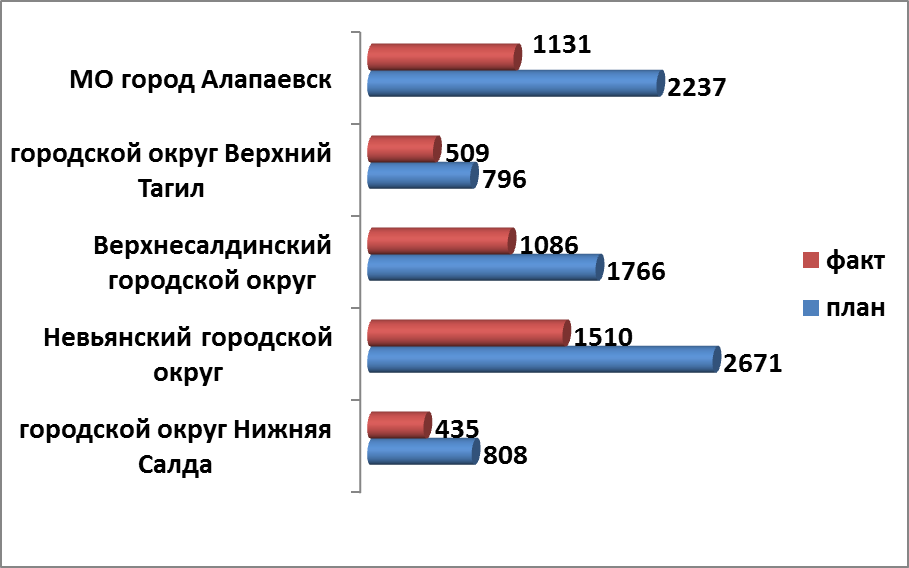 МО город Алапаевск
1131
2237
городской округ Верхний
Тагил
509
796
Верхнесалдинский
городской округ
1086
1766
Невьянский городской
округ
1510
2671
городской округ Нижняя
Салда
435
808
факт
план